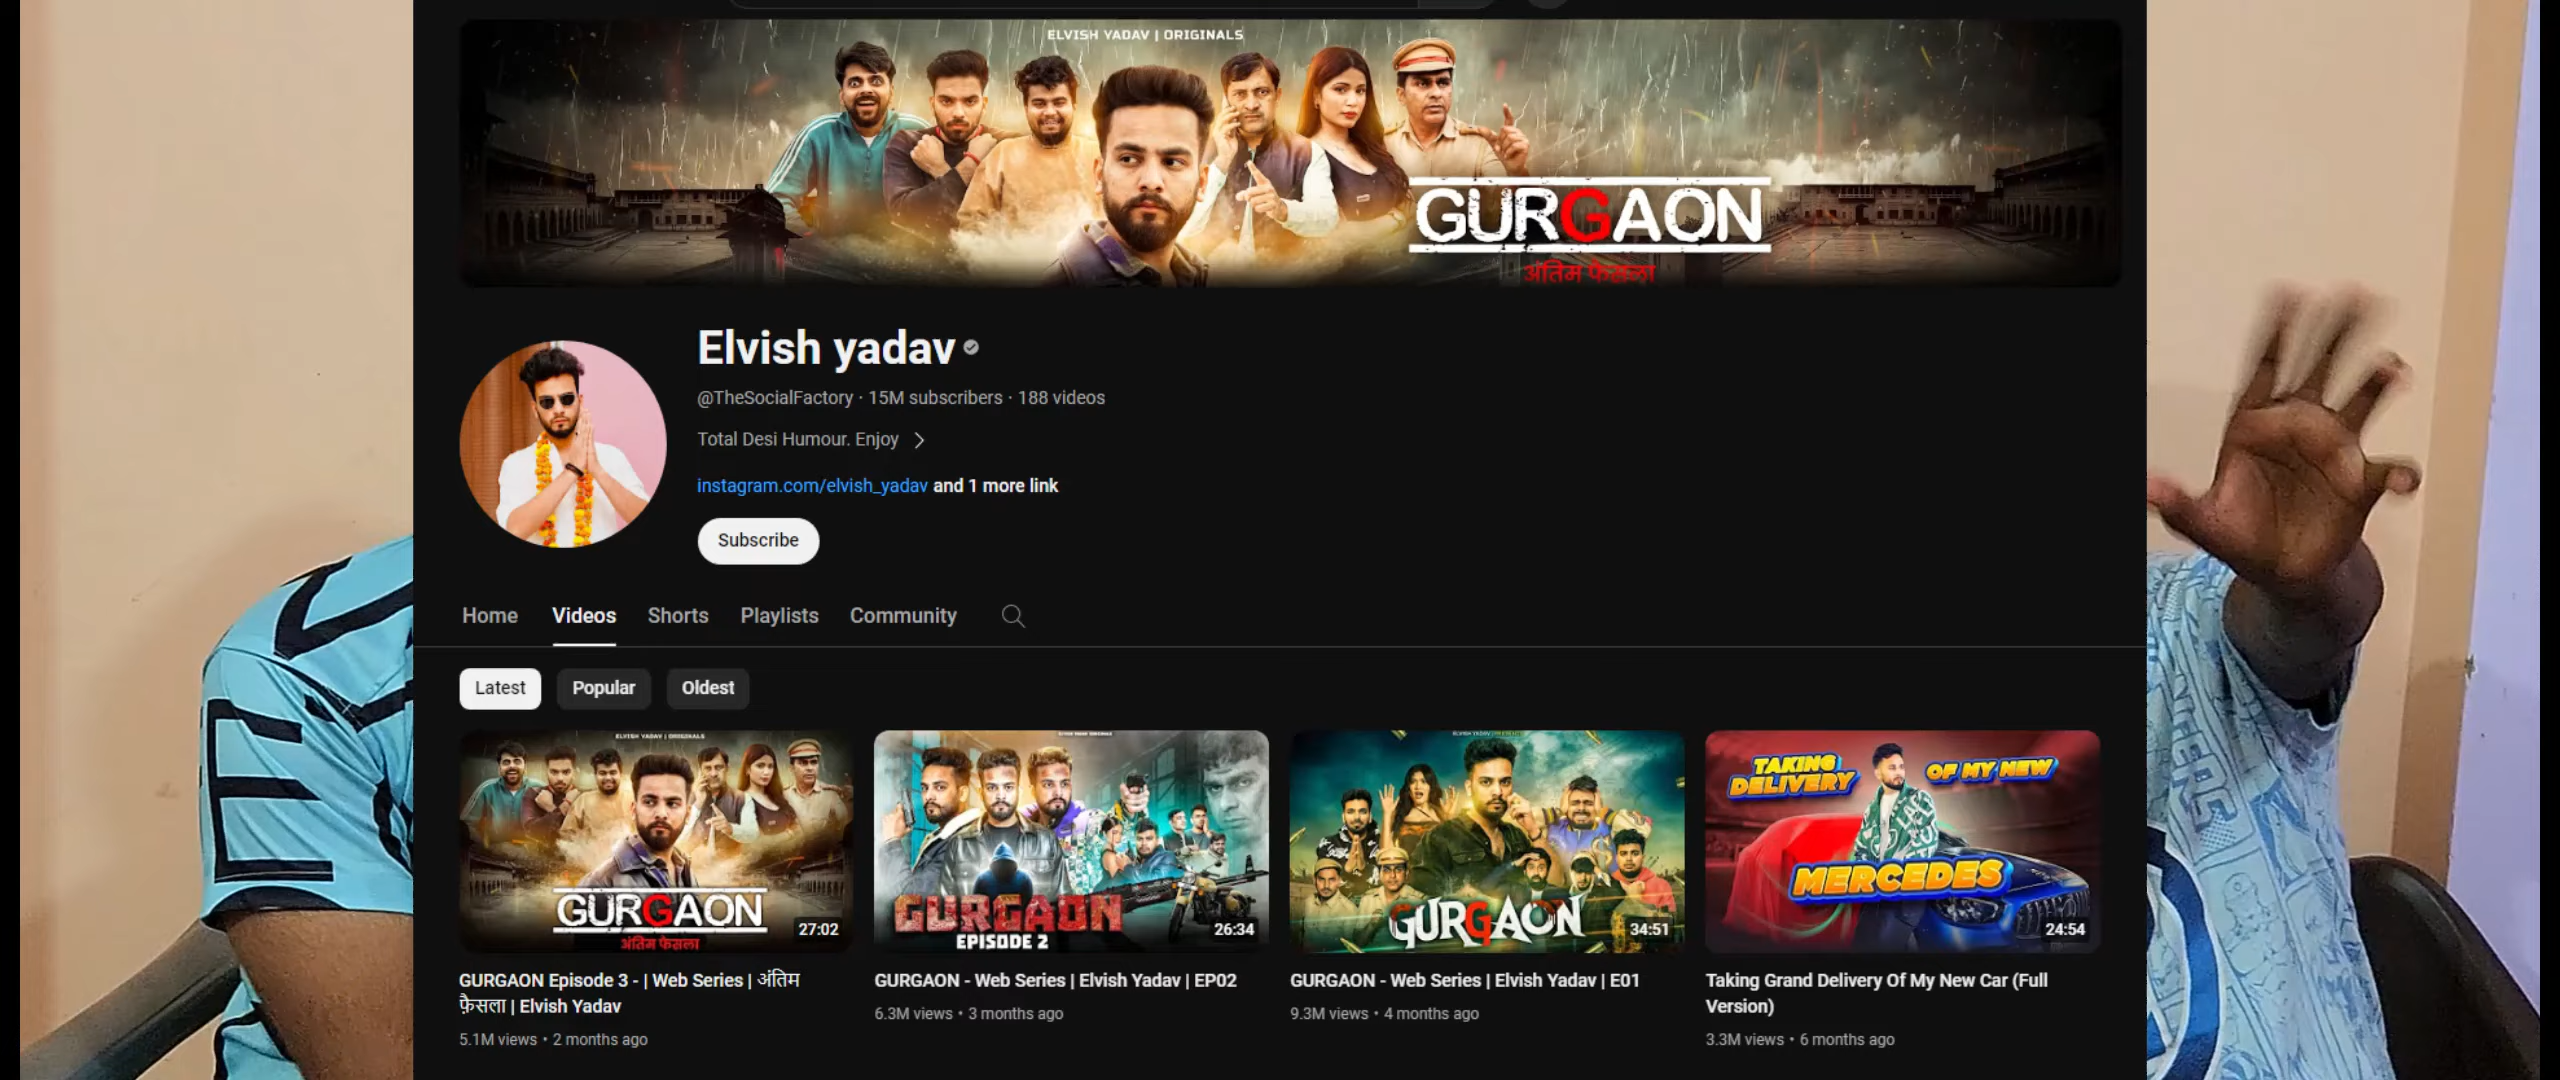 ELVISH YADAV | ORIGINALS
GURGAON
अंतिम फैसला
Elvish yadav
@TheSocialFactory · 15M subscribers · 188 videos
Total Desi Humour. Enjoy
instagram.com/elvish_yadav and 1 more link
Subscribe
Home Videos Shorts Playlists Community
Latest Popular Oldest
ELVISH YADAV | ORIGINALS
GURGAON
अंतिम फैसला
27:02
GURGAON
EPISODE 2
26:34
GURGAON
34:51
TAKING DELIVERY OF MY NEW
MERCEDES
24:54
GURGAON Episode 3 - | Web Series | अंतिम
फ़ैसला | Elvish Yadav
5.1M views • 2 months ago
GURGAON - Web Series | Elvish Yadav | EP02
6.3M views • 3 months ago
GURGAON - Web Series | Elvish Yadav | E01
9.3M views • 4 months ago
Taking Grand Delivery Of My New Car (Full
Version)
3.3M views • 6 months ago